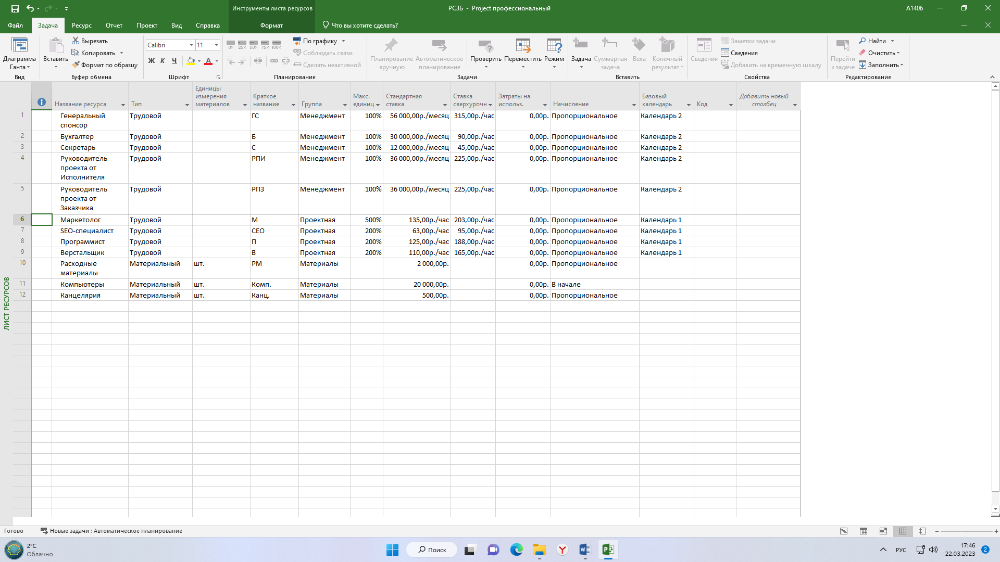 Инструменты листа ресурсов
РСЗБ - Project профессиональный
A1406
Файл Задача Ресурс Отчет Проект Вид Справка Формат Что вы хотите сделать?
Диаграмма Ганта
Вид
Вставить
Вырезать
Копировать
Формат по образцу
Буфер обмена
Calibri 11
Ж К Ч
Шрифт
0% 25% 50% 75% 100%
По графику
Соблюдать связи
Сделать неактивной
Планирование
Планирование вручную
Автоматическое планирование
Проверить
Переместить
Режим
Задачи
Задача
Суммарная задача
Веха
Конечный результат
Вставить
Сведения
Заметки задачи
Сведения
Добавить на временную шкалу
Свойства
Перейти к задаче
Найти
Очистить
Заполнить
Редактирование
Название ресурса Тип Единицы измерения материалов Краткое название Группа Макс. единиц Стандартная ставка Ставка сверхурочн Затраты на использ. Начисление Базовый календарь Код Добавить новый столбец
1 Генеральный спонсор Трудовой ГС Менеджмент 100% 56 000,00р./месяц 315,00р./час 0,00р. Пропорциональное Календарь 2
2 Бухгалтер Трудовой Б Менеджмент 100% 30 000,00р./месяц 90,00р./час 0,00р. Пропорциональное Календарь 2
3 Секретарь Трудовой С Менеджмент 100% 12 000,00р./месяц 45,00р./час 0,00р. Пропорциональное Календарь 2
4 Руководитель проекта от Исполнителя Трудовой РПИ Менеджмент 100% 36 000,00р./месяц 225,00р./час 0,00р. Пропорциональное Календарь 2
5 Руководитель проекта от Заказчика Трудовой РПЗ Менеджмент 100% 36 000,00р./месяц 225,00р./час 0,00р. Пропорциональное Календарь 2
6 Маркетолог Трудовой М Проектная 500% 135,00р./час 203,00р./час 0,00р. Пропорциональное Календарь 1
7 SEO-специалист Трудовой СЕО Проектная 200% 63,00р./час 95,00р./час 0,00р. Пропорциональное Календарь 1
8 Программист Трудовой П Проектная 200% 125,00р./час 188,00р./час 0,00р. Пропорциональное Календарь 1
9 Верстальщик Трудовой В Проектная 200% 110,00р./час 165,00р./час 0,00р. Пропорциональное Календарь 1
10 Расходные материалы Материальный шт. РМ Материалы 2 000,00р. 0,00р. Пропорциональное
11 Компьютеры Материальный шт. Комп. Материалы 20 000,00р. 0,00р. В начале
12 Канцелярия Материальный шт. Канц. Материалы 500,00р. 0,00р. Пропорциональное
ЛИСТ РЕСУРСОВ
Готово Новые задачи : Автоматическое планирование
2°C
Облачно
Поиск
РУС
17:46
22.03.2023
2